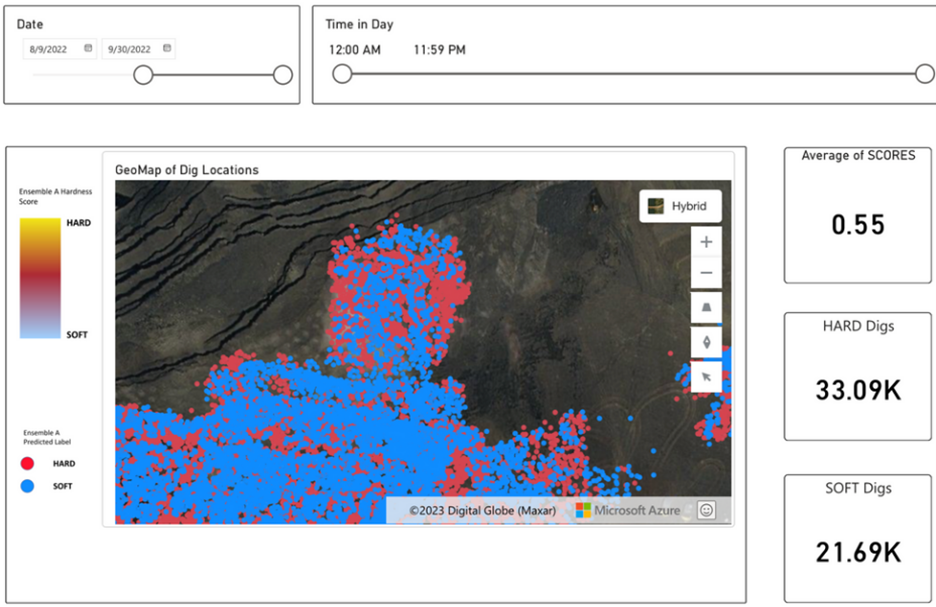 Date
8/9/2022
9/30/2022
Time in Day
12:00 AM
11:59 PM
Ensemble A Hardness
Score
HARD
SOFT
Ensemble A
Predicted Label
HARD
SOFT
GeoMap of Dig Locations
Hybrid
©2023 Digital Globe (Maxar)
Microsoft Azure
Average of SCORES
0.55
HARD Digs
33.09K
SOFT Digs
21.69K